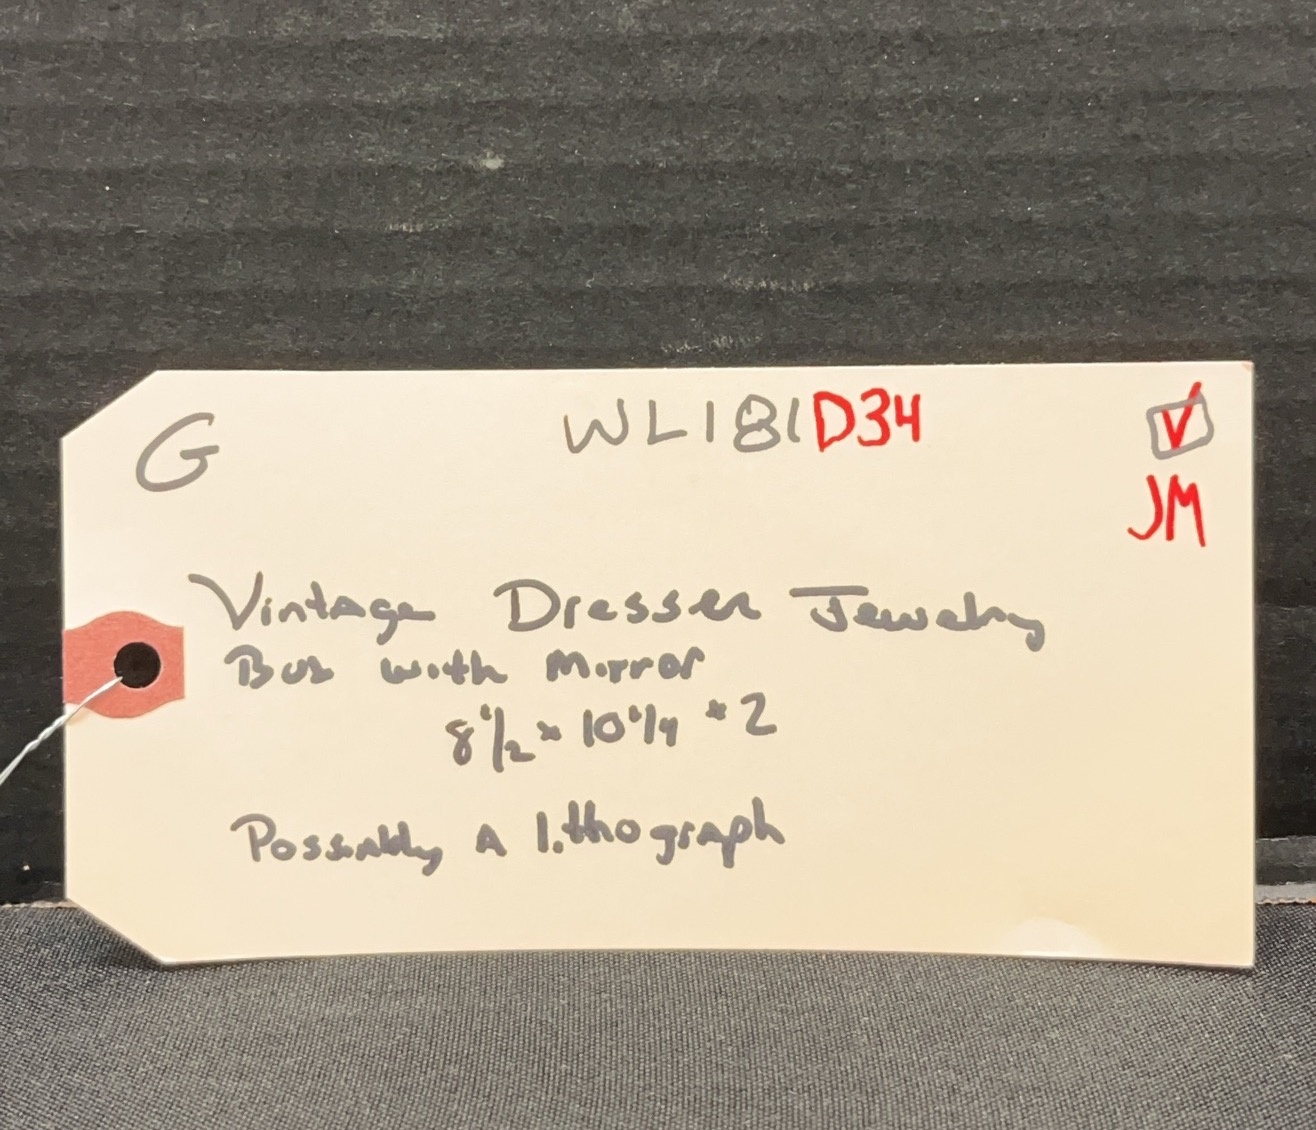 G WL181D34 ✓
JM
Vintage Dresser Jewelry
Box with Mirror
8 1/2 x 10 1/4 x 2
Possibly A lithograph